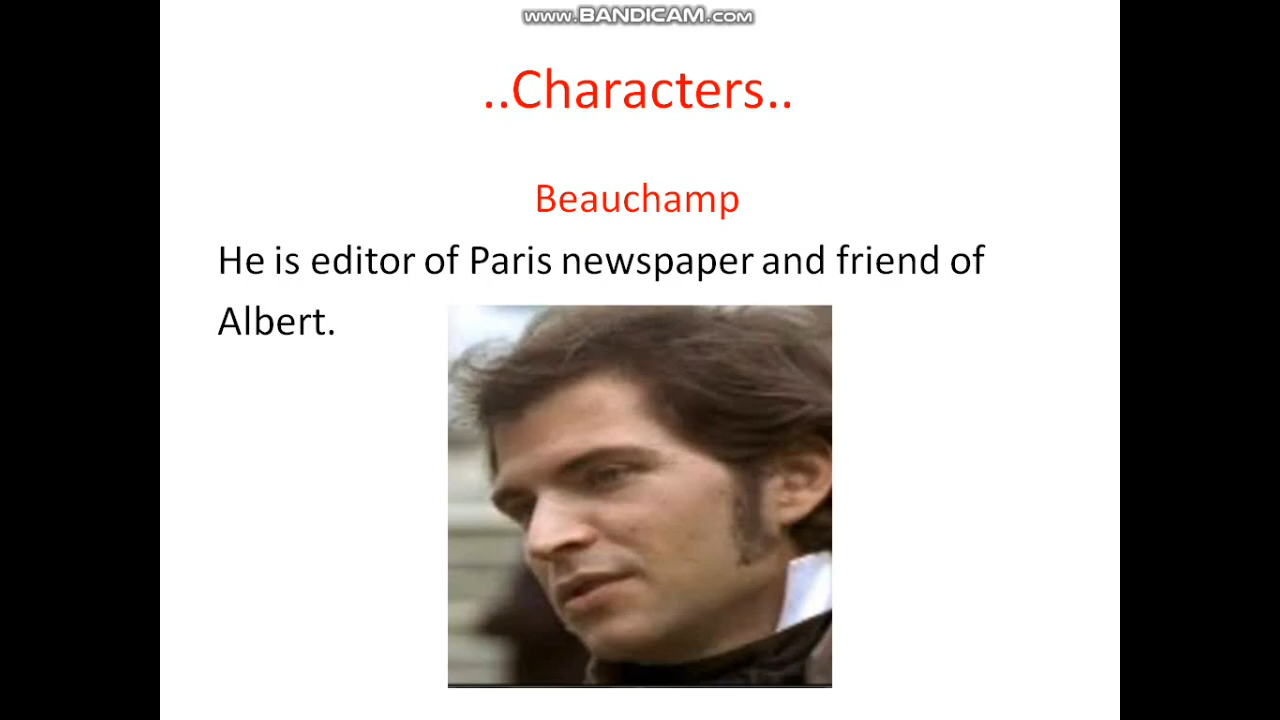 www.BANDICAM.com
..Characters..
Beauchamp
He is editor of Paris newspaper and friend of
Albert.